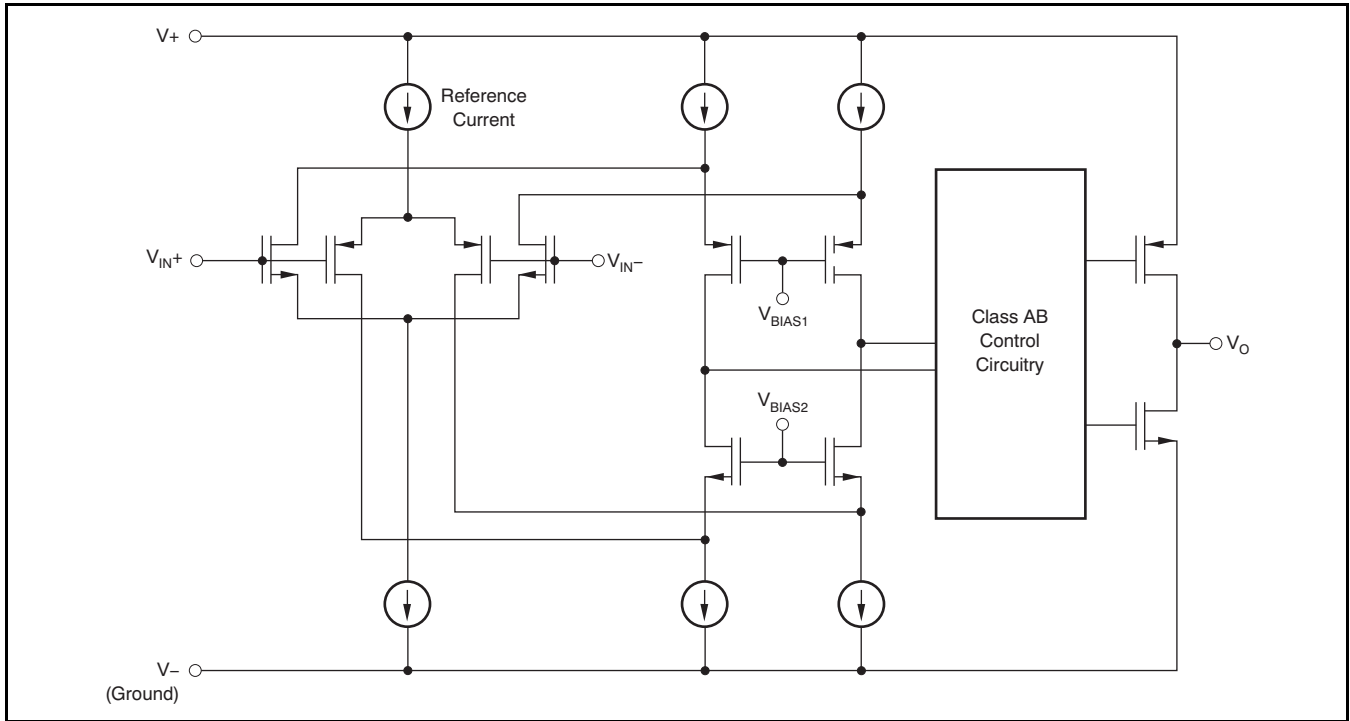 V+
Reference
Current
VIN+
VIN−
VBIAS1
Class AB
Control
Circuitry
VO
VBIAS2
V−
(Ground)